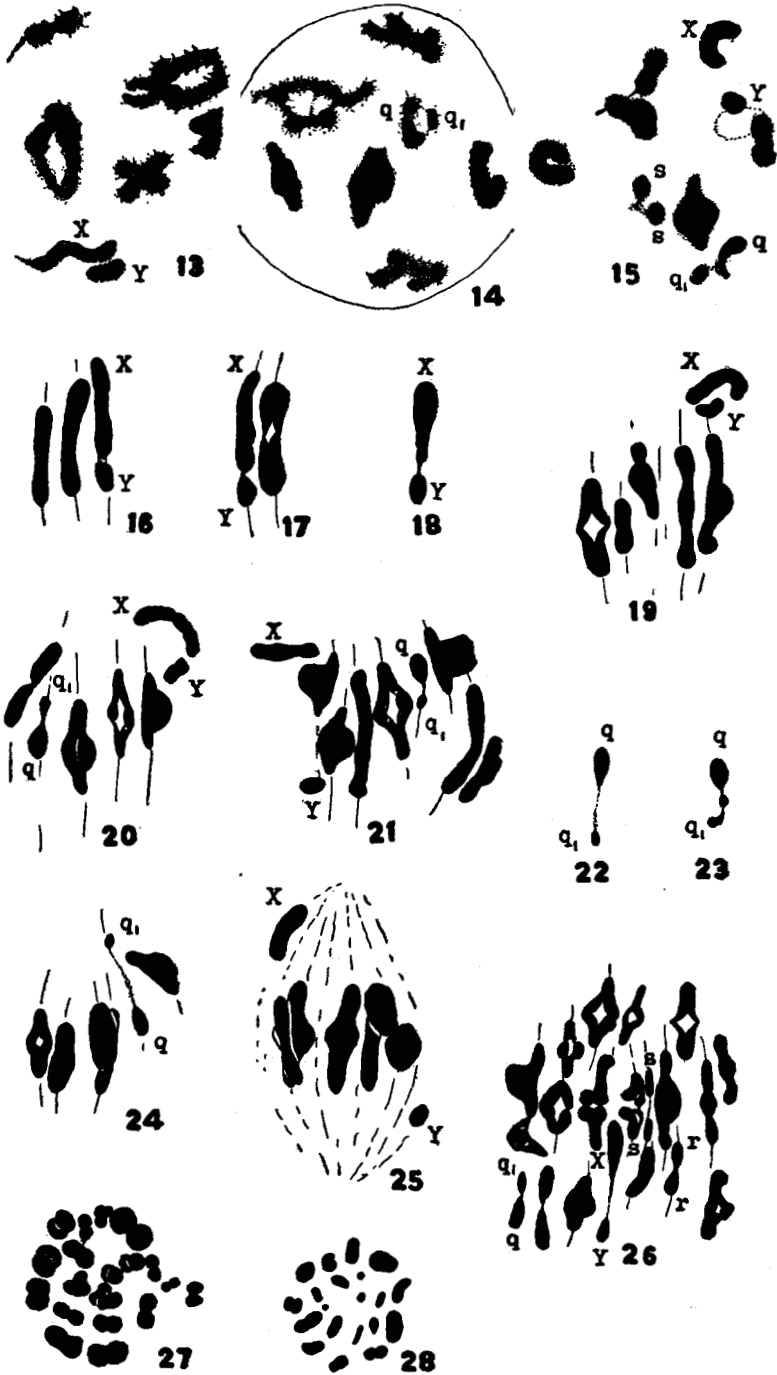 q q₁
X
Y
X Y
s
s
q
q₁
13
14
15
X X X X
Y Y Y Y
16 17 18 19
X X q
q₁ q₁
Y
q Y
20 21
q q
q₁ q₁
22 23
X
q₁
q
Y
24 25
s
s r
X
q₁ r
q Y 26
27 28